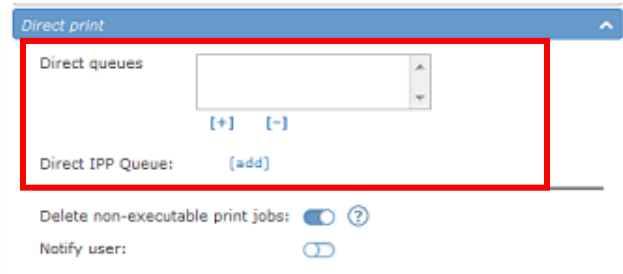 Direct print
Direct queues
[+] [-]
Direct IPP Queue: [add]
Delete non-executable print jobs: ?
Notify user: